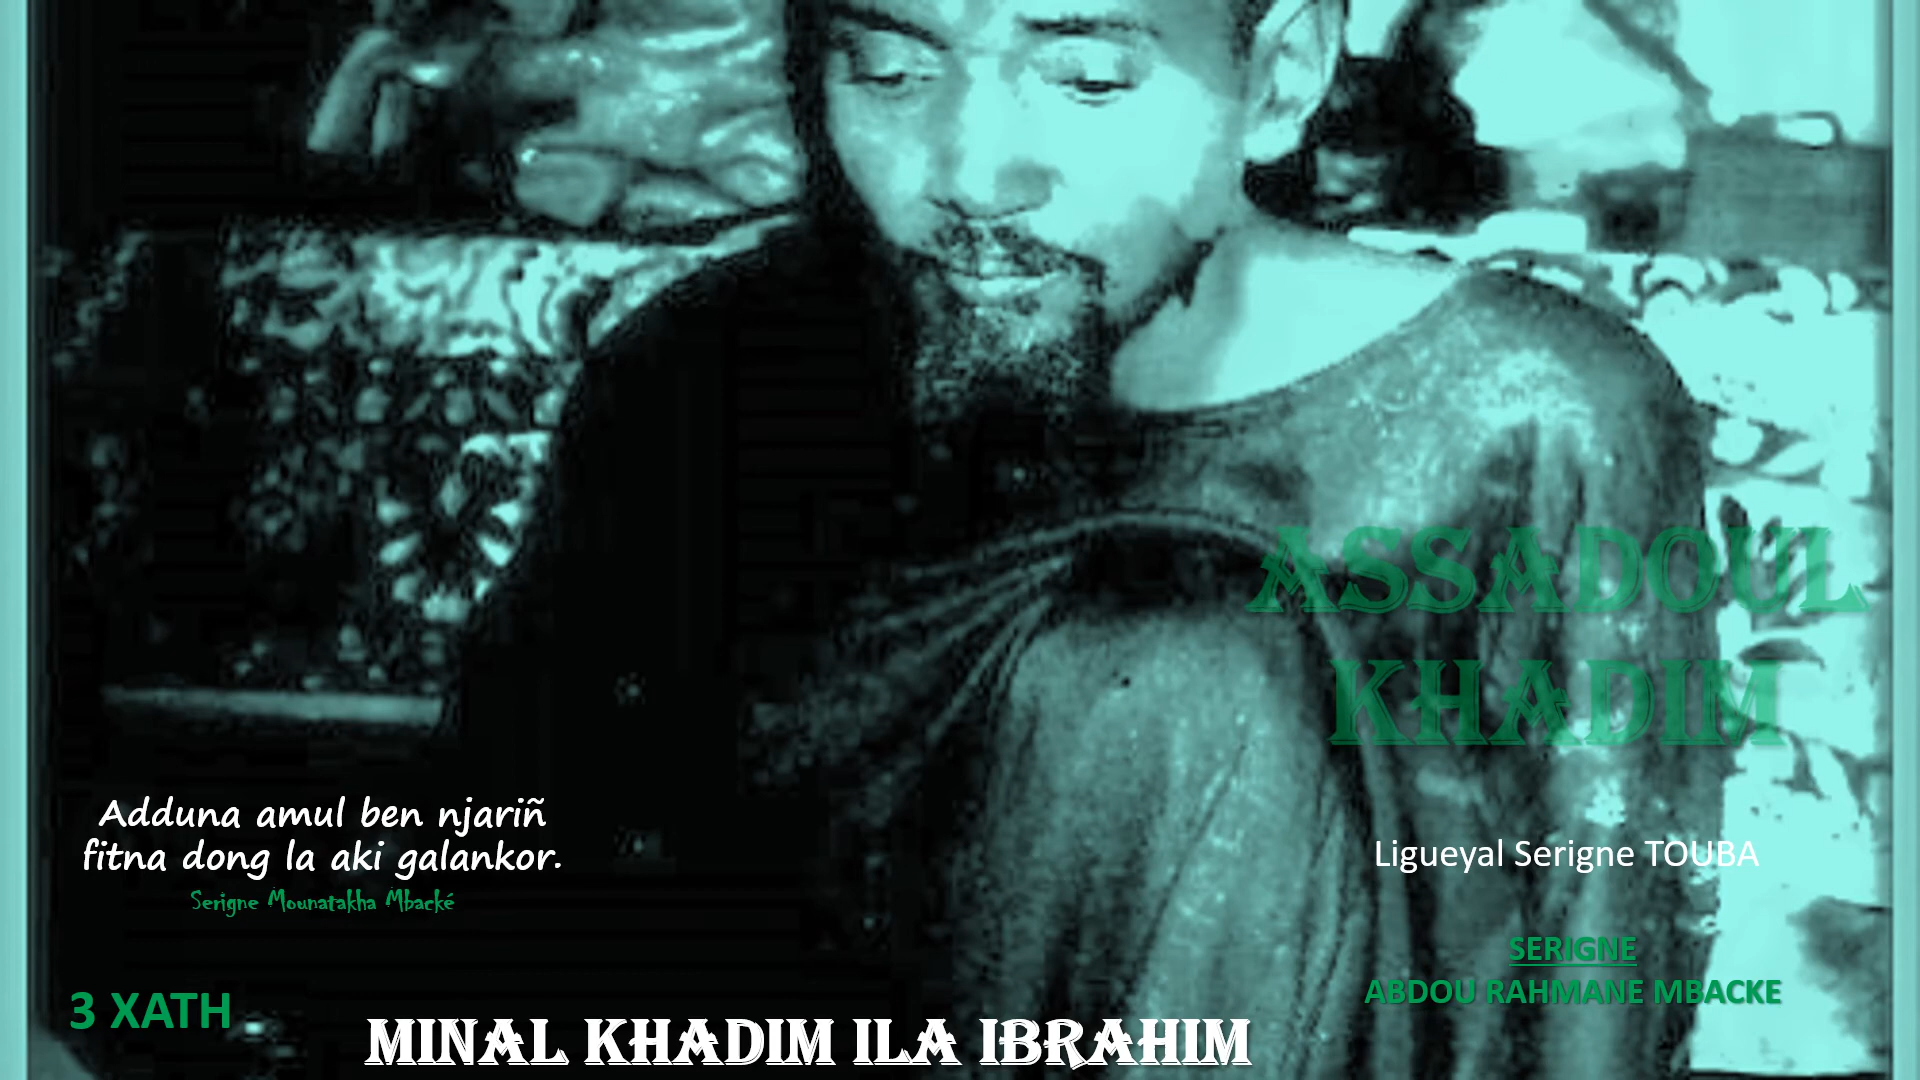 ASSADOUL
KHADIM
Adduna amul ben njariñ
fitna dong la aki galankor.
Serigne Mounatakha Mbacké
Ligueyal Serigne TOUBA
SERIGNE
ABDOU RAHMANE MBACKE
3 XATH
MINAL KHADIM ILA IBRAHIM